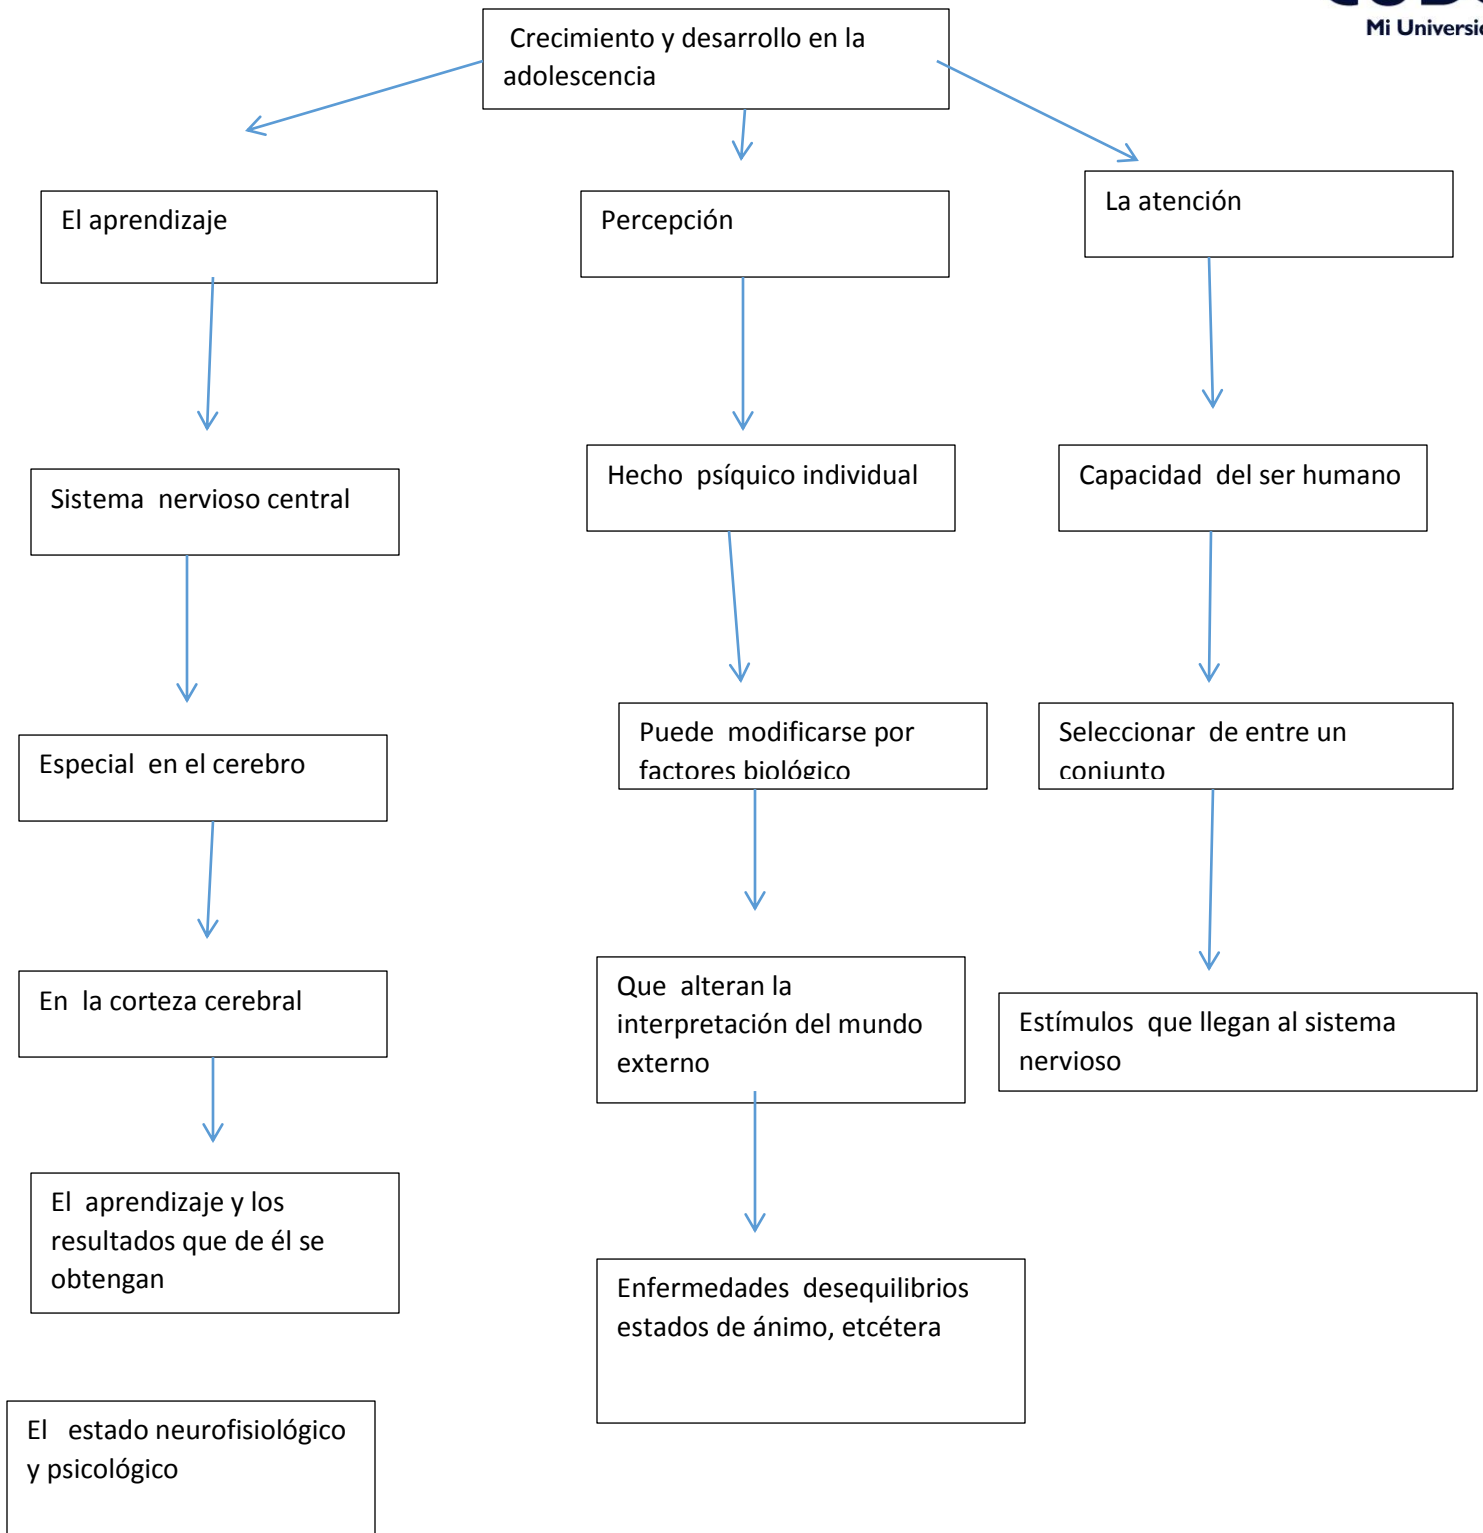 Mi Universid
Crecimiento y desarrollo en la
adolescencia
El aprendizaje
Percepción
La atención
Sistema nervioso central
Hecho psíquico individual
Capacidad del ser humano
Especial en el cerebro
Puede modificarse por
factores biológico
Seleccionar de entre un
conjunto
En la corteza cerebral
Que alteran la
interpretación del mundo
externo
Estímulos que llegan al sistema
nervioso
El aprendizaje y los
resultados que de él se
obtengan
Enfermedades desequilibrios
estados de ánimo, etcétera
El estado neurofisiológico
y psicológico